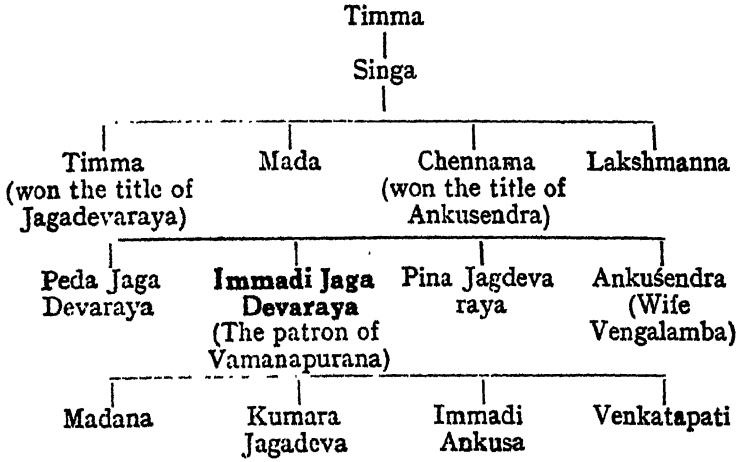 Timma
Singa
Timma Mada Chennama Lakshmanna
(won the title of (won the title of
Jagadevaraya) Ankusendra)
Peda Jaga Immadi Jaga Pina Jagdeva Ankuśendra
Devaraya Devaraya raya (Wife
(The patron of Vengalamba)
Vamanapurana)
Madana Kumara Immadi Venkatapati
Jagadeva Ankusa